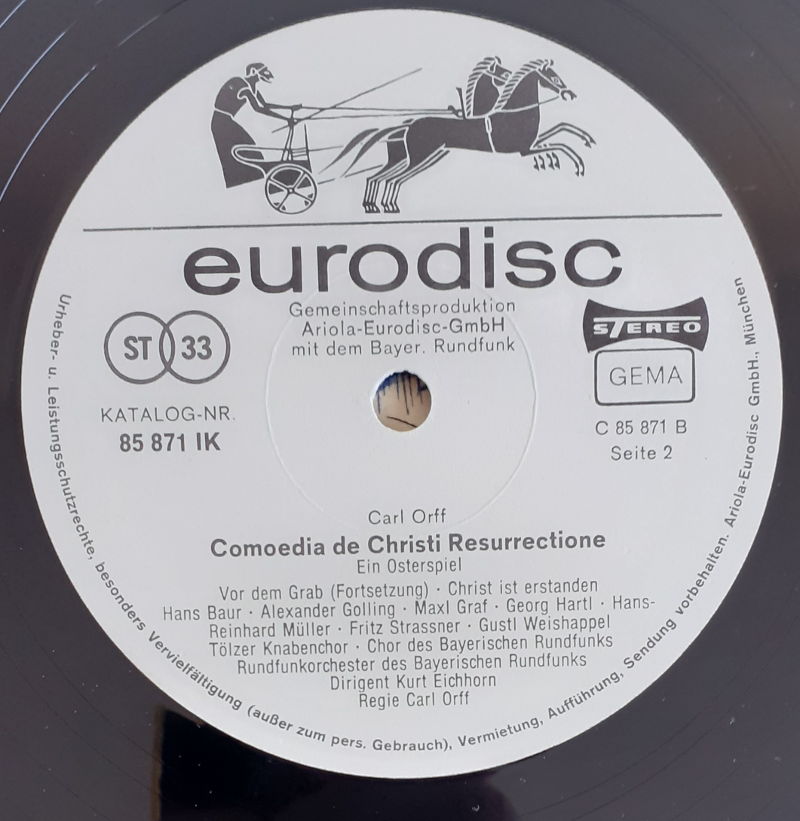 eurodisc
Gemeinschaftsproduktion
Ariola-Eurodisc-GmbH
mit dem Bayer. Rundfunk
ST 33
KATALOG-NR.
85 871 IK
STEREO
GEMA
C 85 871 B
Seite 2
Carl Orff
Comoedia de Christi Resurrectione
Ein Osterspiel
Vor dem Grab (Fortsetzung) · Christ ist erstanden
Hans Baur · Alexander Golling · Maxl Graf · Georg Hartl · Hans-
Reinhard Müller · Fritz Strassner · Gustl Weishappel
Tölzer Knabenchor · Chor des Bayerischen Rundfunks
Rundfunkorchester des Bayerischen Rundfunks
Dirigent Kurt Eichhorn
Regie Carl Orff
Urheber- u. Leistungsschutzrechte, besonders Vervielfältigung (außer zum pers. Gebrauch), Vermietung, Aufführung, Sendung vorbehalten. Ariola-Eurodisc GmbH., München